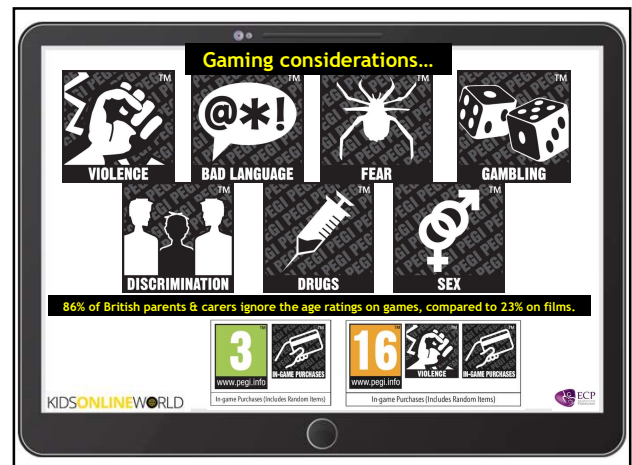 Gaming considerations…
TM
TM
TM
TM
@*!
VIOLENCE
BAD LANGUAGE
FEAR
GAMBLING
TM
TM
TM
DISCRIMINATION
DRUGS
SEX
86% of British parents & carers ignore the age ratings on games, compared to 23% on films.
3
www.pegi.info
IN-GAME PURCHASES
In-game Purchases (Includes Random Items)
16
www.pegi.info
VIOLENCE
IN-GAME PURCHASES
In-game Purchases (Includes Random Items)
KIDSONLINEWORLD
ECP